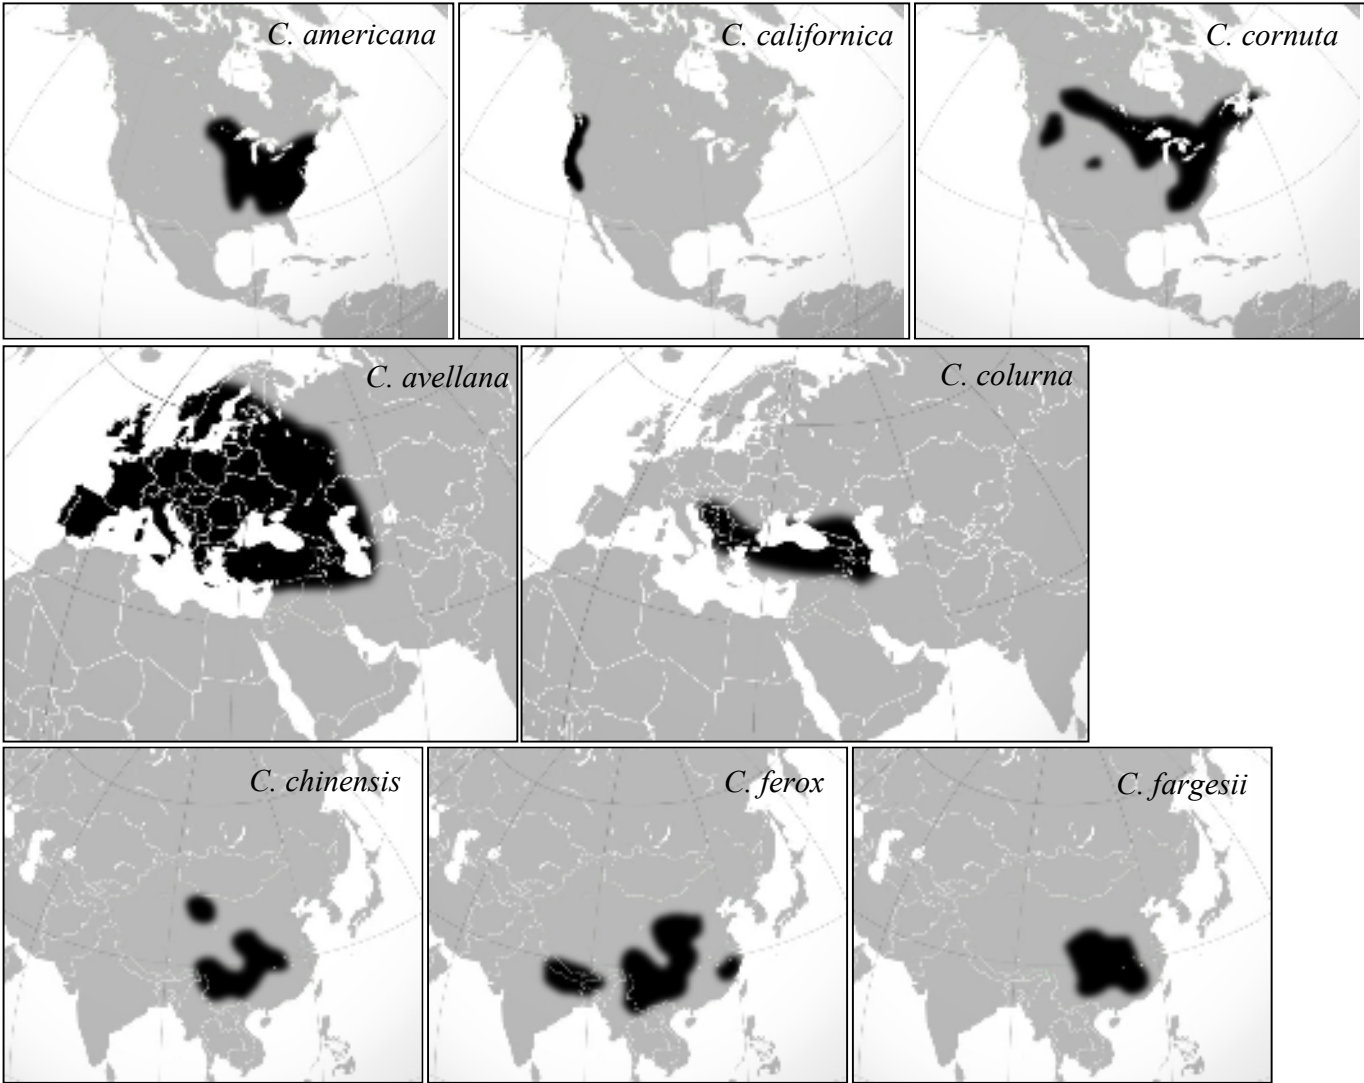 C. americana
C. californica
C. cornuta
C. avellana
C. colurna
C. chinensis
C. ferox
C. fargesii